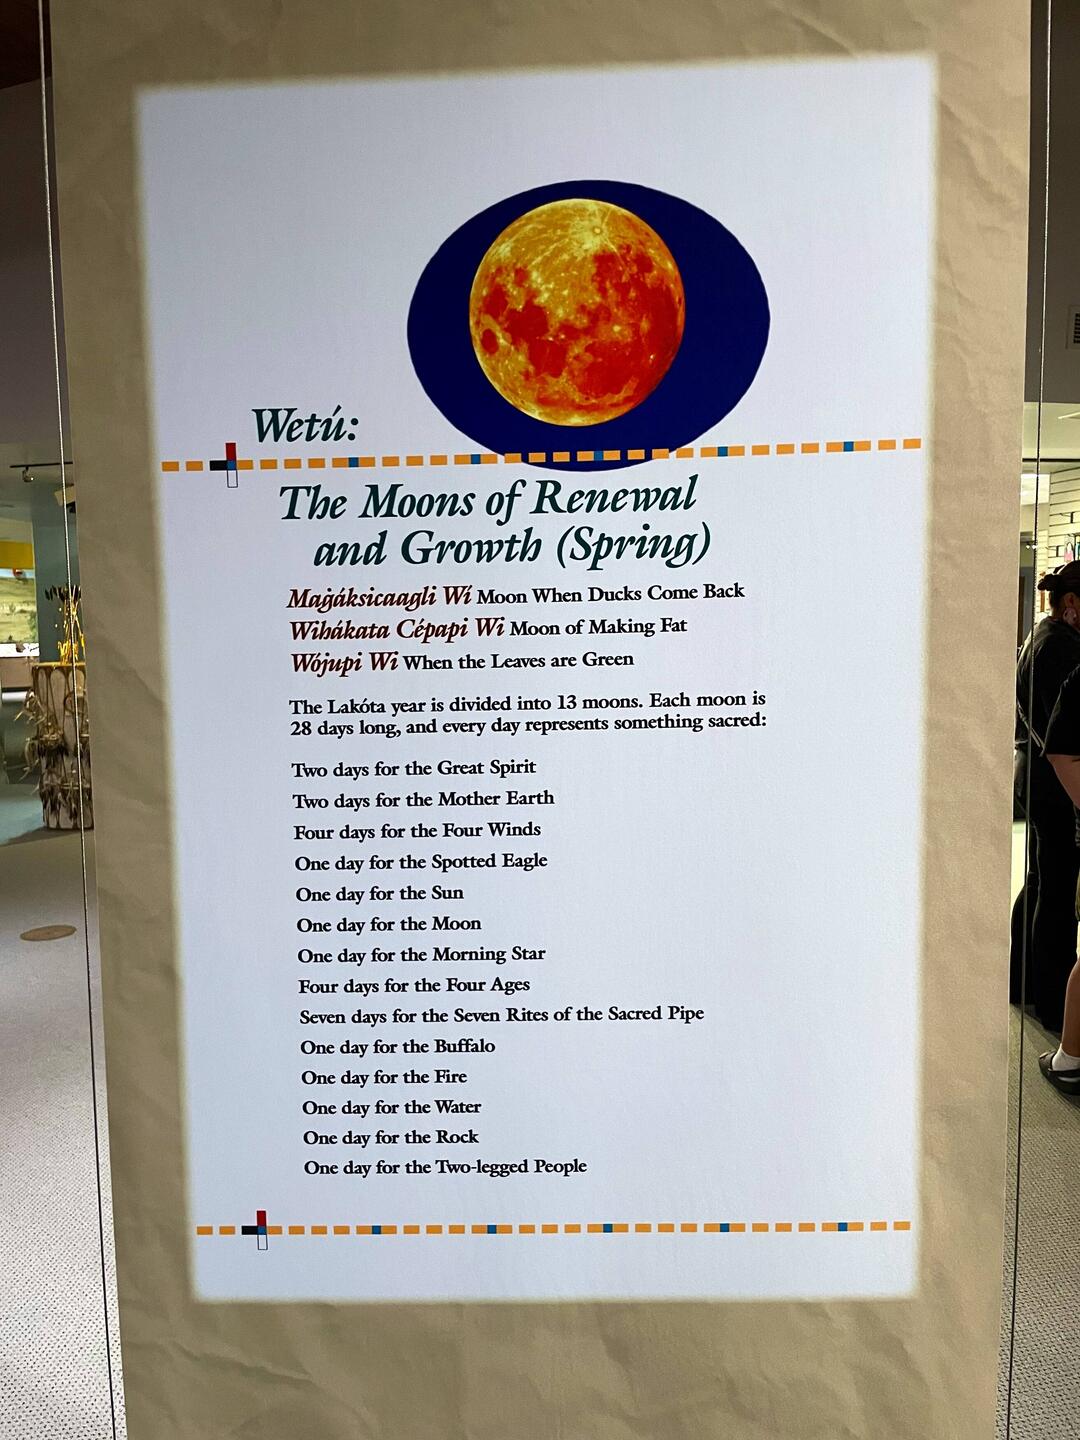 Wetú:
The Moons of Renewal
and Growth (Spring)
Maġáksicaagli Wí Moon When Ducks Come Back
Wihákata Cépapi Wi Moon of Making Fat
Wójupi Wi When the Leaves are Green
The Lakóta year is divided into 13 moons. Each moon is
28 days long, and every day represents something sacred:
Two days for the Great Spirit
Two days for the Mother Earth
Four days for the Four Winds
One day for the Spotted Eagle
One day for the Sun
One day for the Moon
One day for the Morning Star
Four days for the Four Ages
Seven days for the Seven Rites of the Sacred Pipe
One day for the Buffalo
One day for the Fire
One day for the Water
One day for the Rock
One day for the Two-legged People